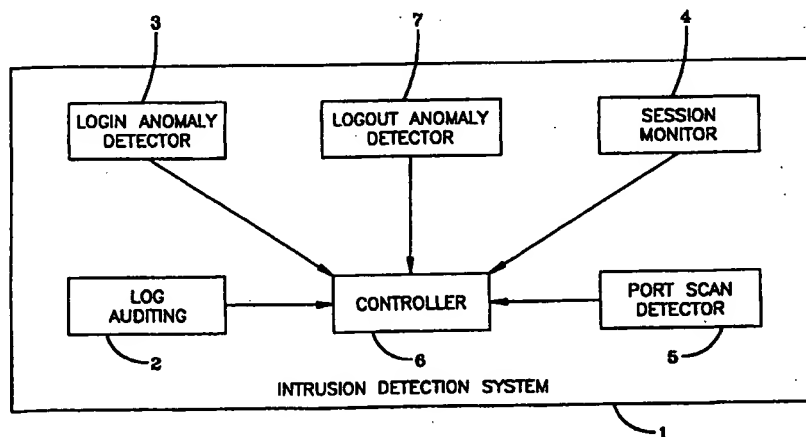 3
7
4
LOGIN ANOMALY
DETECTOR
LOGOUT ANOMALY
DETECTOR
SESSION
MONITOR
LOG
AUDITING
CONTROLLER
PORT SCAN
DETECTOR
2
6
5
INTRUSION DETECTION SYSTEM
1